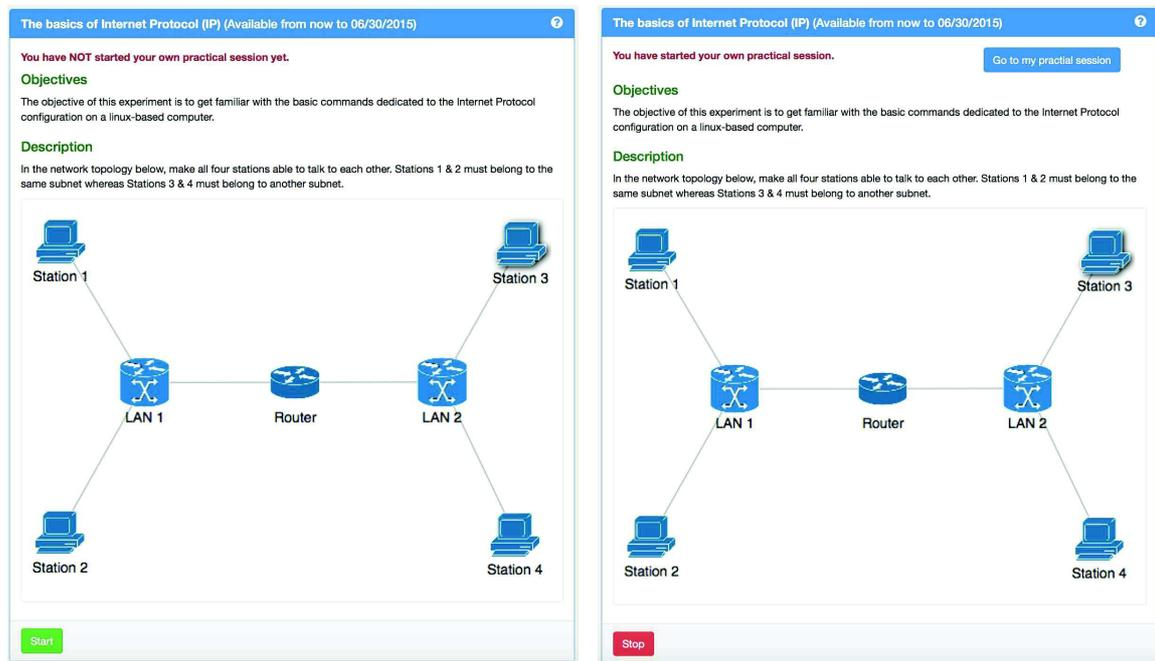 The basics of Internet Protocol (IP) (Available from now to 06/30/2015)
?
You have NOT started your own practical session yet.
Objectives
The objective of this experiment is to get familiar with the basic commands dedicated to the Internet Protocol
configuration on a linux-based computer.
Description
In the network topology below, make all four stations able to talk to each other. Stations 1 & 2 must belong to the
same subnet whereas Stations 3 & 4 must belong to another subnet.
Station 1
Station 3
LAN 1
Router
LAN 2
Station 2
Station 4
Start
The basics of Internet Protocol (IP) (Available from now to 06/30/2015)
?
You have started your own practical session.
Go to my practial session
Objectives
The objective of this experiment is to get familiar with the basic commands dedicated to the Internet Protocol
configuration on a linux-based computer.
Description
In the network topology below, make all four stations able to talk to each other. Stations 1 & 2 must belong to the
same subnet whereas Stations 3 & 4 must belong to another subnet.
Station 1
Station 3
LAN 1
Router
LAN 2
Station 2
Station 4
Stop